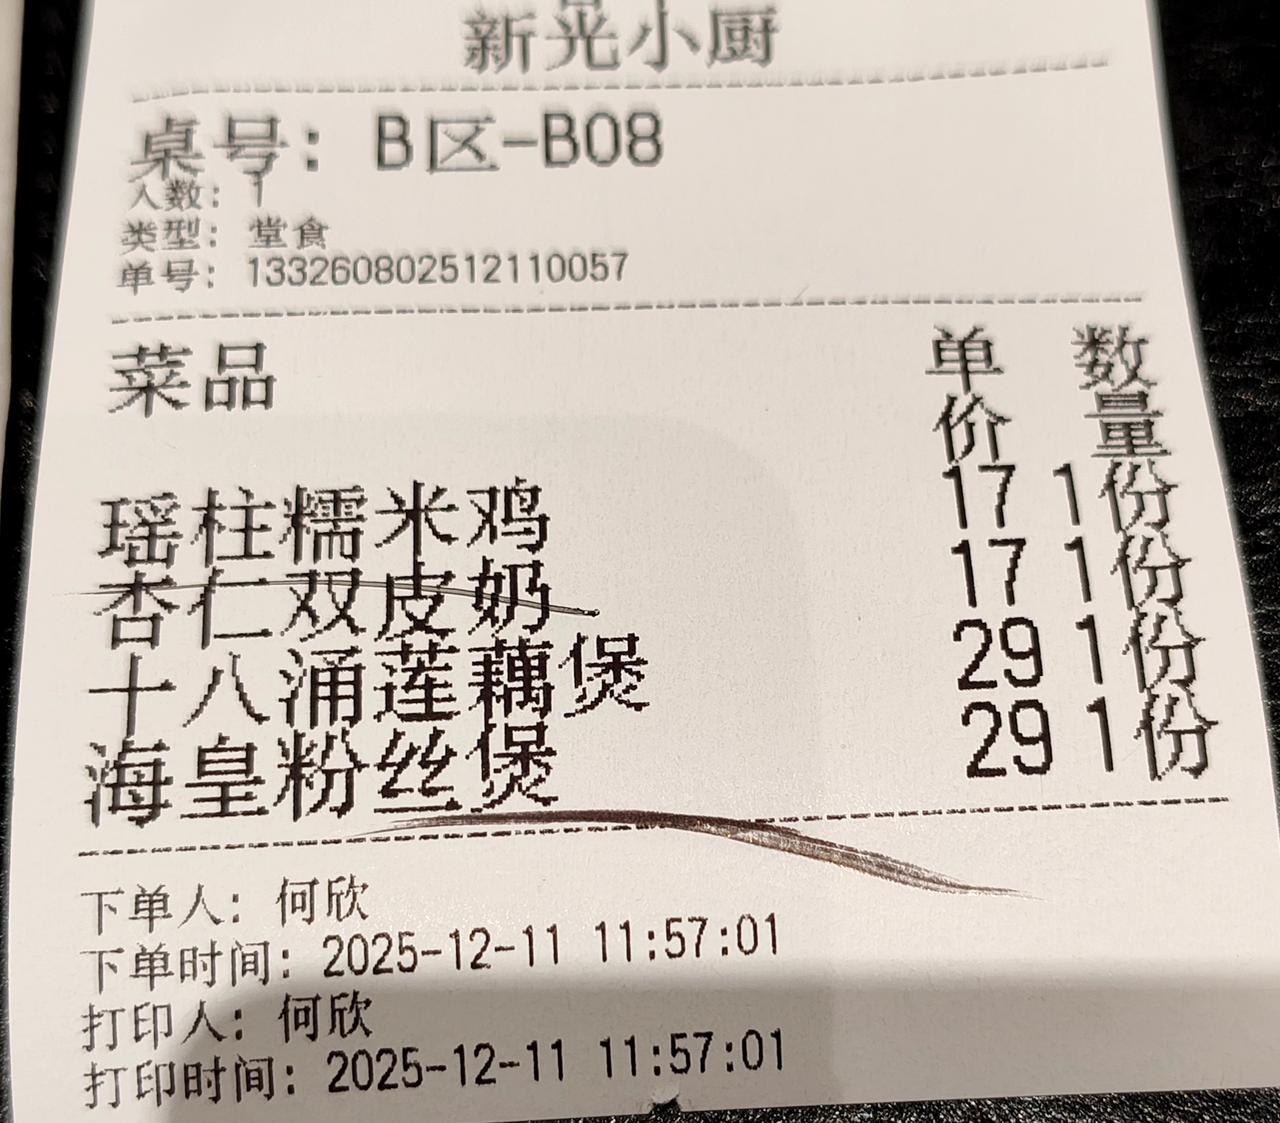 新光小厨
桌号: B区-B08
人数: 1
类型: 堂食
单号: 133260802512110057
菜品 单价 数量
瑶柱糯米鸡 17 1份
杏仁双皮奶 17 1份
十八涌莲藕煲 29 1份
海皇粉丝煲 29 1份
下单人: 何欣
下单时间: 2025-12-11 11:57:01
打印人: 何欣
打印时间: 2025-12-11 11:57:01